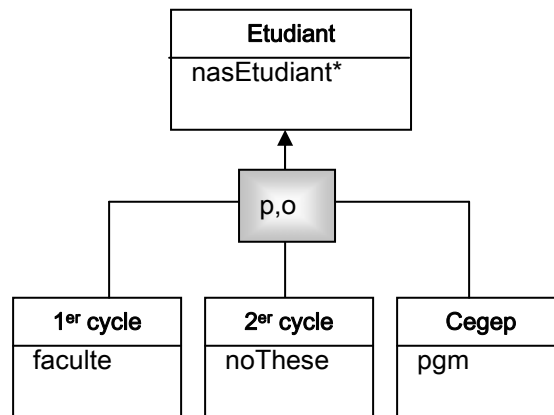 Etudiant
nasEtudiant*
p,o
1er cycle
faculte
2er cycle
noThese
Cegep
pgm